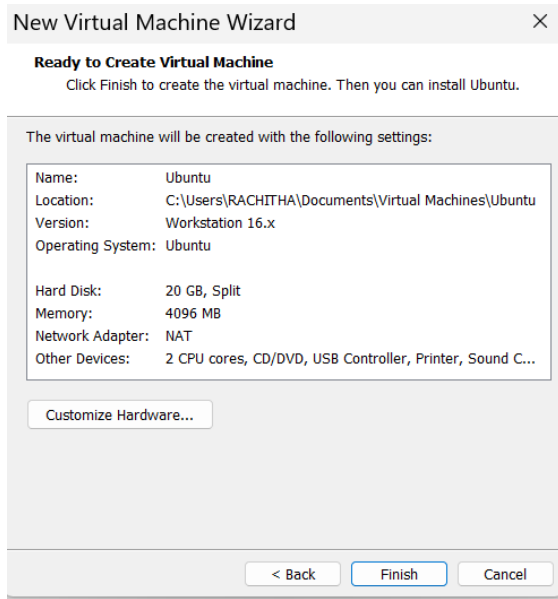 New Virtual Machine Wizard
Ready to Create Virtual Machine
Click Finish to create the virtual machine. Then you can install Ubuntu.
The virtual machine will be created with the following settings:
Name: Ubuntu
Location: C:\Users\RACHITHA\Documents\Virtual Machines\Ubuntu
Version: Workstation 16.x
Operating System: Ubuntu
Hard Disk: 20 GB, Split
Memory: 4096 MB
Network Adapter: NAT
Other Devices: 2 CPU cores, CD/DVD, USB Controller, Printer, Sound C...
Customize Hardware...
< Back Finish Cancel